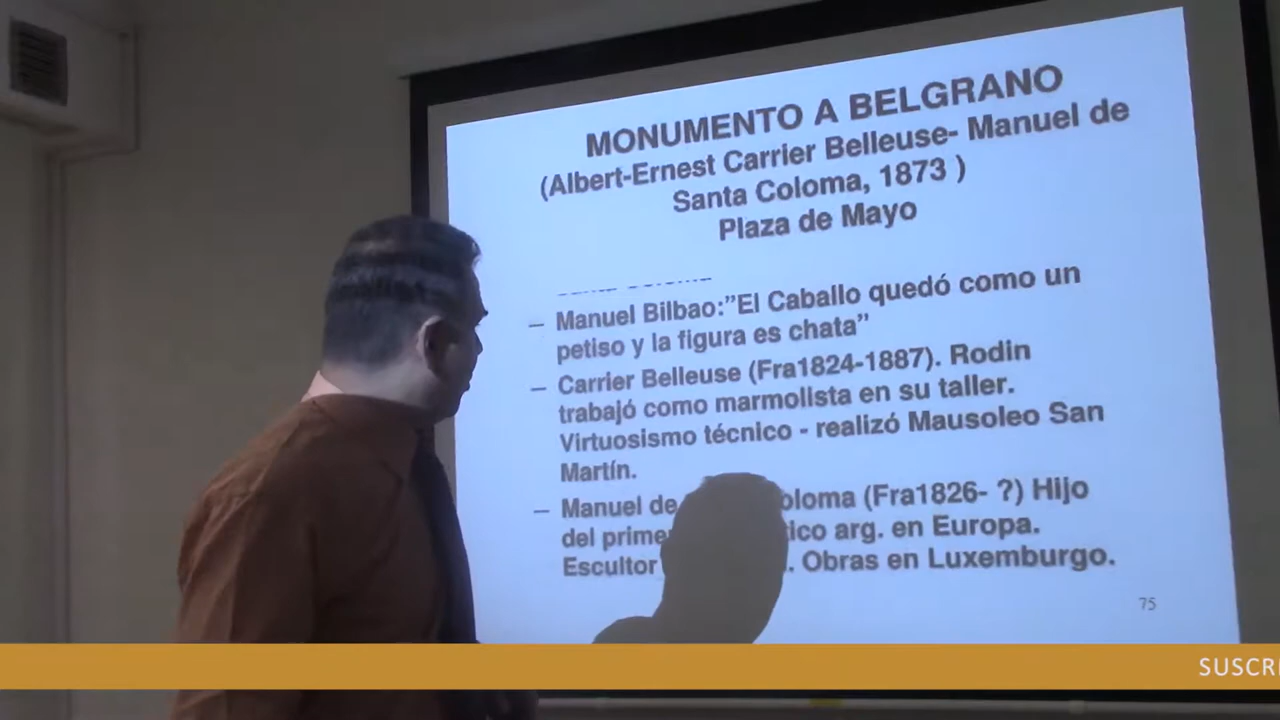 MONUMENTO A BELGRANO
(Albert-Ernest Carrier Belleuse- Manuel de
Santa Coloma, 1873 )
Plaza de Mayo
– Manuel Bilbao:”El Caballo quedó como un
petiso y la figura es chata”
– Carrier Belleuse (Fra1824-1887). Rodin
trabajó como marmolista en su taller.
Virtuosismo técnico - realizó Mausoleo San
Martín.
– Manuel de oloma (Fra1826- ?) Hijo
del prime ico arg. en Europa.
Escultor . Obras en Luxemburgo.
75
SUSCRI